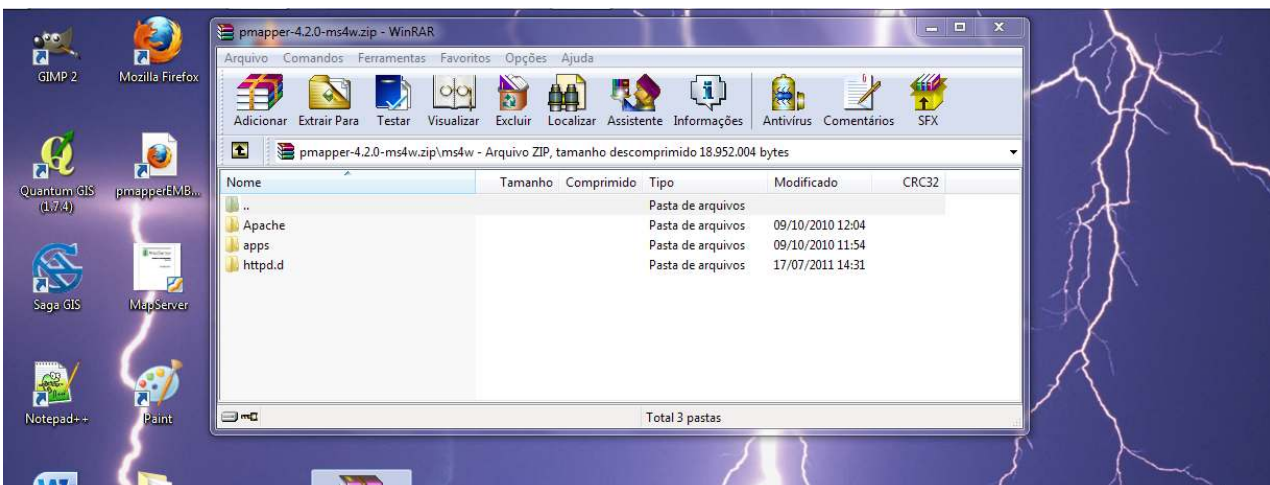 GIMP 2
Mozilla Firefox
Quantum GIS
(1.7.4)
pmapperEMB...
Saga GIS
MapServer
Notepad++
Paint
pmapper-4.2.0-ms4w.zip - WinRAR
Arquivo Comandos Ferramentas Favoritos Opções Ajuda
Adicionar Extrair Para Testar Visualizar Excluir Localizar Assistente Informações Antivírus Comentários SFX
pmapper-4.2.0-ms4w.zip\ms4w - Arquivo ZIP, tamanho descomprimido 18.952.004 bytes
Nome Tamanho Comprimido Tipo Modificado CRC32
.. Pasta de arquivos
Apache Pasta de arquivos 09/10/2010 12:04
apps Pasta de arquivos 09/10/2010 11:54
httpd.d Pasta de arquivos 17/07/2011 14:31
Total 3 pastas